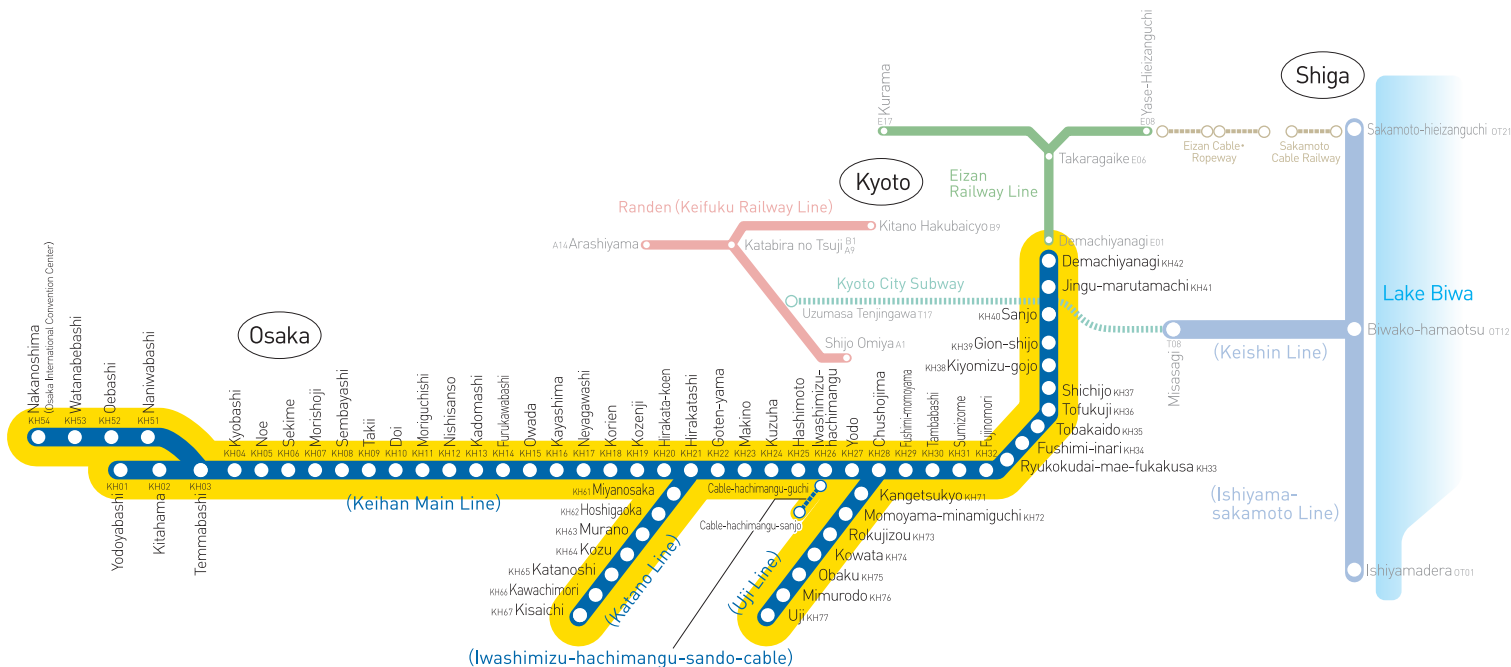 Shiga
Kyoto
Osaka
Kurama
E17
Yase-Hieizanguchi
E08
Takaragaike E06
Eizan
Railway Line
Eizan Cable•
Ropeway
Sakamoto
Cable Railway
Sakamoto-hieizanguchi OT21
Randen (Keifuku Railway Line)
Kitano Hakubaicyo B9
A14 Arashiyama
Katabira no Tsuji B1
A9
Demachiyanagi E01
Demachiyanagi KH42
Jingu-marutamachi KH41
Kyoto City Subway
Uzumasa Tenjingawa T17
KH40 Sanjo
Lake Biwa
Shijo Omiya A1
KH39 Gion-shijo
KH38 Kiyomizu-gojo
T08
Misasagi
(Keishin Line)
Biwako-hamaotsu OT12
Shichijo KH37
Tofukuji KH36
Tobakaido KH35
Fushimi-inari KH34
Ryukokudai-mae-fukakusa KH33
(Ishiyama-
sakamoto Line)
Ishiyamadera OT01
Nakanoshima
(Osaka International Convention Center)
KH54
Watanabebashi
KH53
Oebashi
KH52
Naniwabashi
KH51
KH01
Yodoyabashi
KH02
Kitahama
KH03
Temmabashi
Kyobashi
KH04
Noe
KH05
Sekime
KH06
Morishoji
KH07
Sembayashi
KH08
Takii
KH09
Doi
KH10
Moriguchishi
KH11
Nishisanso
KH12
Kadomashi
KH13
Furukawabashi
KH14
Owada
KH15
Kayashima
KH16
Neyagawashi
KH17
Korien
KH18
Kozenji
KH19
Hirakata-koen
KH20
Hirakatashi
KH21
Goten-yama
KH22
Makino
KH23
Kuzuha
KH24
Hashimoto
KH25
Iwashimizu-
hachimangu
KH26
Yodo
KH27
Chushojima
KH28
Fushimi-momoyama
KH29
Tambabashi
KH30
Sumizome
KH31
Fujinomori
KH32
(Keihan Main Line)
KH61 Miyanosaka
KH62 Hoshigaoka
KH63 Murano
KH64 Kozu
KH65 Katanoshi
KH66 Kawachimori
KH67 Kisaichi
(Katano Line)
Cable-hachimangu-guchi
Cable-hachimangu-sanjo
Kangetsukyo KH71
Momoyama-minamiguchi KH72
Rokujizou KH73
Kowata KH74
Obaku KH75
Mimurodo KH76
Uji KH77
(Uji Line)
(Iwashimizu-hachimangu-sando-cable)